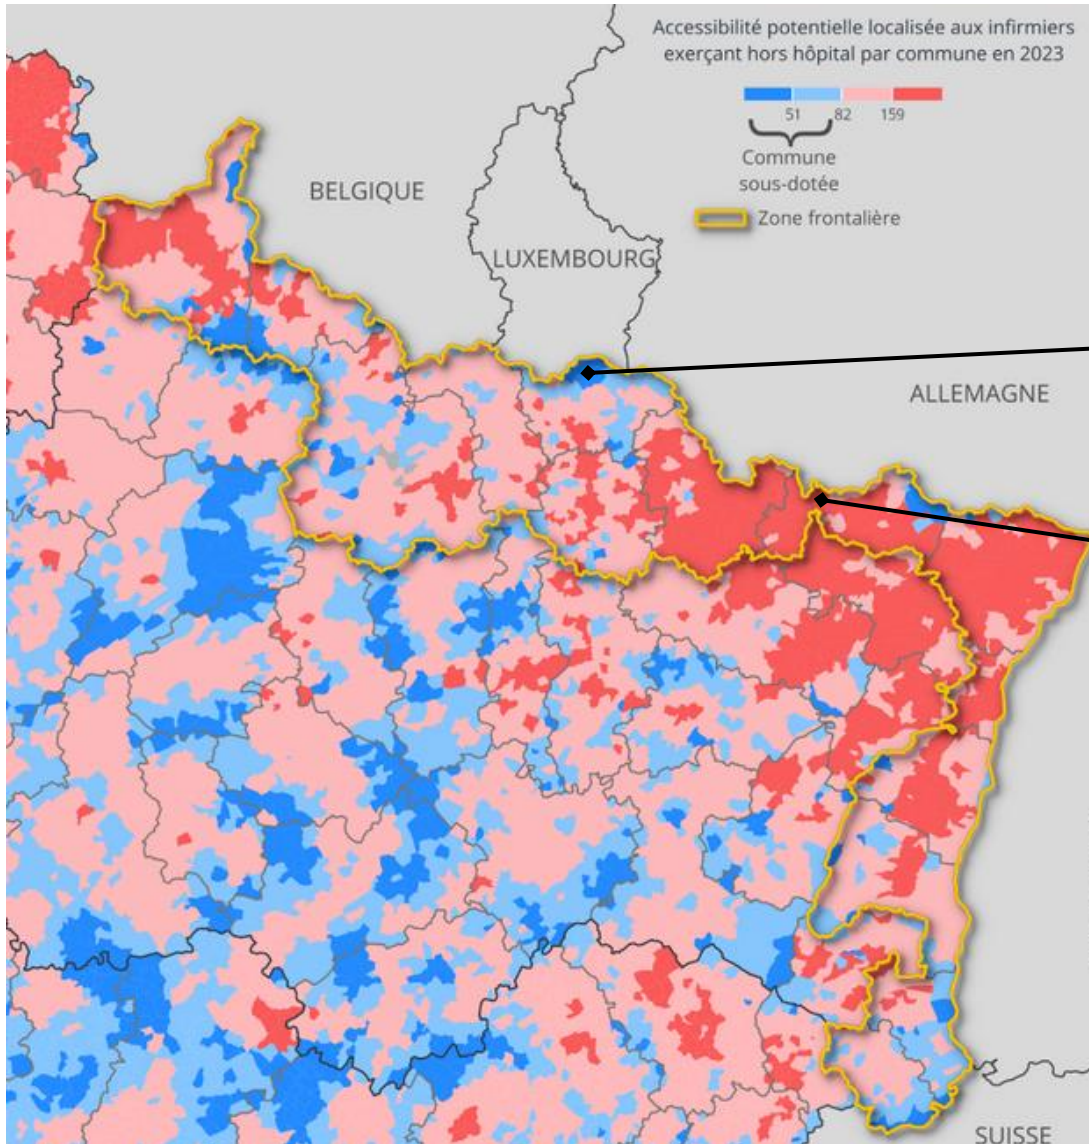 Accessibilité potentielle localisée aux infirmiers
exerçant hors hôpital par commune en 2023
51 82 159
Commune
sous-dotée
Zone frontalière
BELGIQUE
LUXEMBOURG
ALLEMAGNE
SUISSE